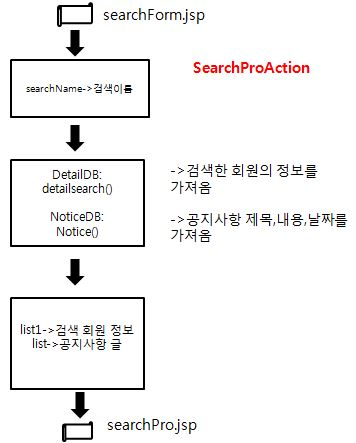 searchForm.jsp
SearchProAction
searchName->검색이름
DetailDB:
detailsearch()
NoticeDB:
Notice()
->검색한 회원의 정보를
가져옴
->공지사항 제목,내용,날짜를
가져옴
list1->검색 회원 정보
list->공지사항 글
searchPro.jsp